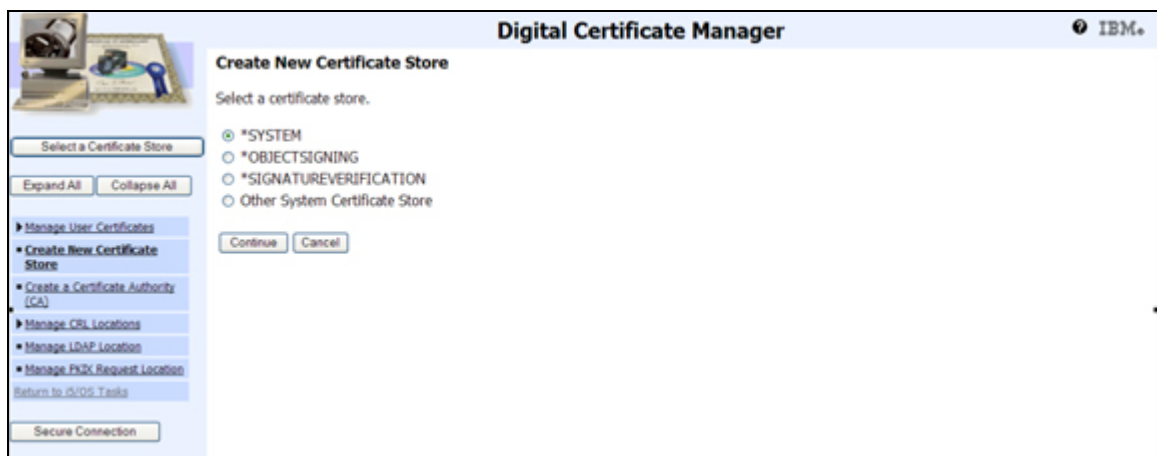 Digital Certificate Manager
IBM
Create New Certificate Store
Select a certificate store.
*SYSTEM
*OBJECTSIGNING
*SIGNATUREVERIFICATION
Other System Certificate Store
Continue Cancel
Select a Certificate Store
Expand All Collapse All
Manage User Certificates
Create New Certificate
Store
Create a Certificate Authority
(CA)
Manage CRL Locations
Manage LDAP Location
Manage PKIX Request Location
Return to i5/OS Tasks
Secure Connection